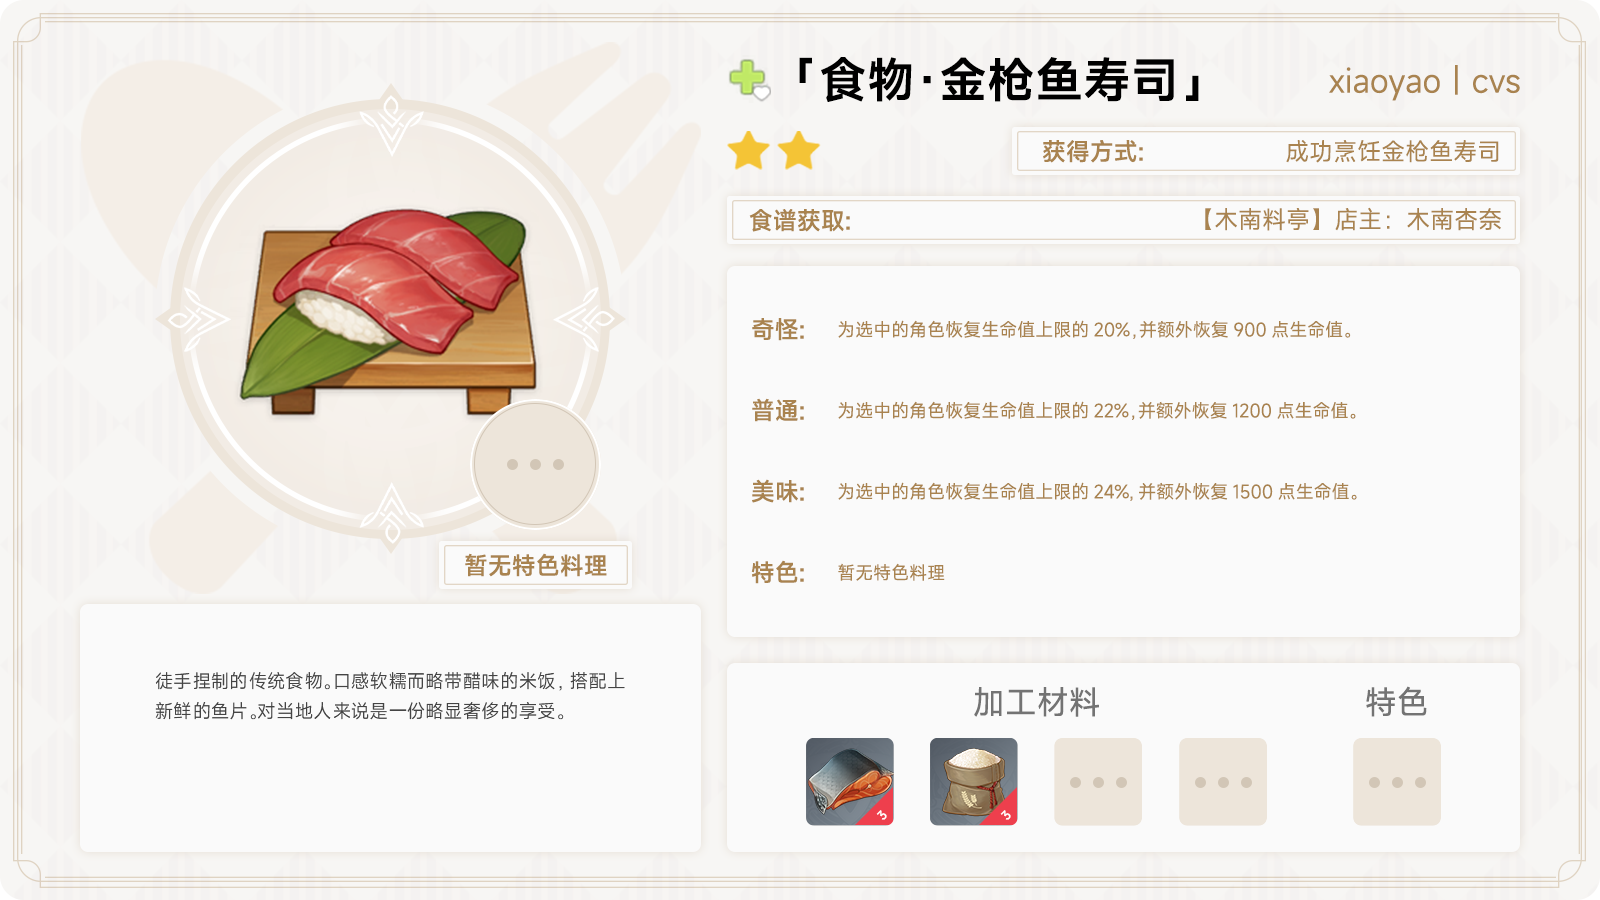 「食物·金枪鱼寿司」
xiaoyao | cvs
获得方式: 成功烹饪金枪鱼寿司
食谱获取: 【木南料亭】店主：木南杏奈
奇怪: 为选中的角色恢复生命值上限的 20%,并额外恢复 900 点生命值。
普通: 为选中的角色恢复生命值上限的 22%,并额外恢复 1200 点生命值。
美味: 为选中的角色恢复生命值上限的 24%,并额外恢复 1500 点生命值。
特色: 暂无特色料理
暂无特色料理
徒手捏制的传统食物。口感软糯而略带醋味的米饭，搭配上
新鲜的鱼片。对当地人来说是一份略显奢侈的享受。
加工材料
特色
3
3